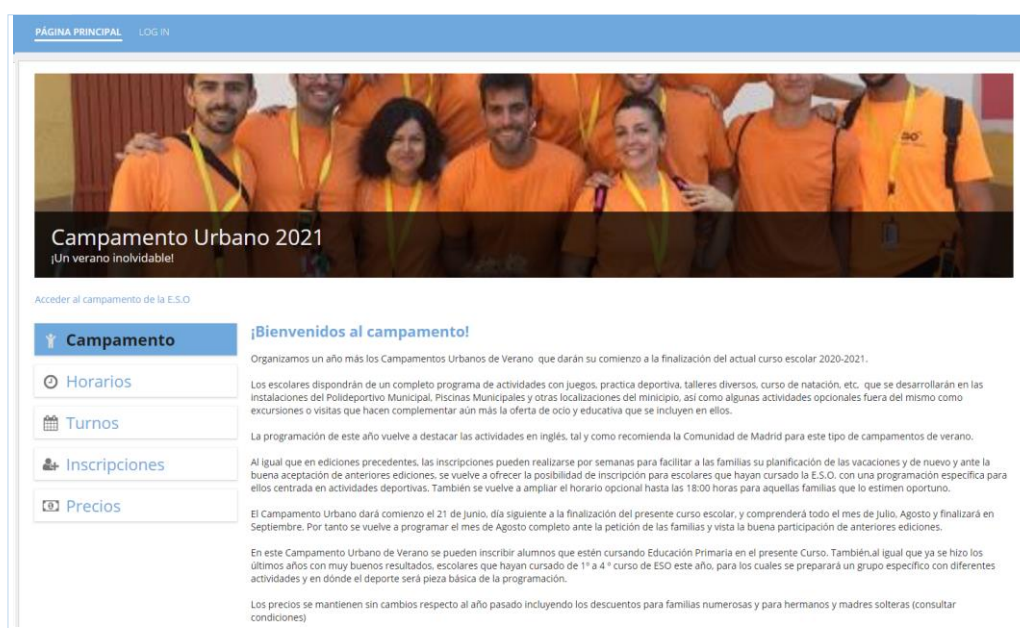 PÁGINA PRINCIPAL LOG IN
Campamento Urbano 2021
¡Un verano inolvidable!
Acceder al campamento de la E.S.O
Campamento
Horarios
Turnos
Inscripciones
Precios
¡Bienvenidos al campamento!
Organizamos un año más los Campamentos Urbanos de Verano que darán su comienzo a la finalización del actual curso escolar 2020-2021.
Los escolares dispondrán de un completo programa de actividades con juegos, practica deportiva, talleres diversos, curso de natación, etc, que se desarrollarán en las
instalaciones del Polideportivo Municipal, Piscinas Municipales y otras localizaciones del minicipio, así como algunas actividades opcionales fuera del mismo como
excursiones o visitas que hacen complementar aún más la oferta de ocio y educativa que se incluyen en ellos.
La programación de este año vuelve a destacar las actividades en inglés, tal y como recomienda la Comunidad de Madrid para este tipo de campamentos de verano.
Al igual que en ediciones precedentes, las inscripciones pueden realizarse por semanas para facilitar a las familias su planificación de las vacaciones y de nuevo y ante la
buena aceptación de anteriores ediciones, se vuelve a ofrecer la posibilidad de inscripción para escolares que hayan cursado la E.S.O. con una programación específica para
ellos centrada en actividades deportivas. También se vuelve a ampliar el horario opcional hasta las 18:00 horas para aquellas familias que lo estimen oportuno.
El Campamento Urbano dará comienzo el 21 de Junio, día siguiente a la finalización del presente curso escolar, y comprenderá todo el mes de Julio, Agosto y finalizará en
Septiembre. Por tanto se vuelve a programar el mes de Agosto completo ante la petición de las familias y vista la buena participación de anteriores ediciones.
En este Campamento Urbano de Verano se pueden inscribir alumnos que estén cursando Educación Primaria en el presente Curso. También,al igual que ya se hizo los
últimos años con muy buenos resultados, escolares que hayan cursado de 1º a 4 º curso de ESO este año, para los cuales se preparará un grupo específico con diferentes
actividades y en dónde el deporte será pieza básica de la programación.
Los precios se mantienen sin cambios respecto al año pasado incluyendo los descuentos para familias numerosas y para hermanos y madres solteras (consultar
condiciones)